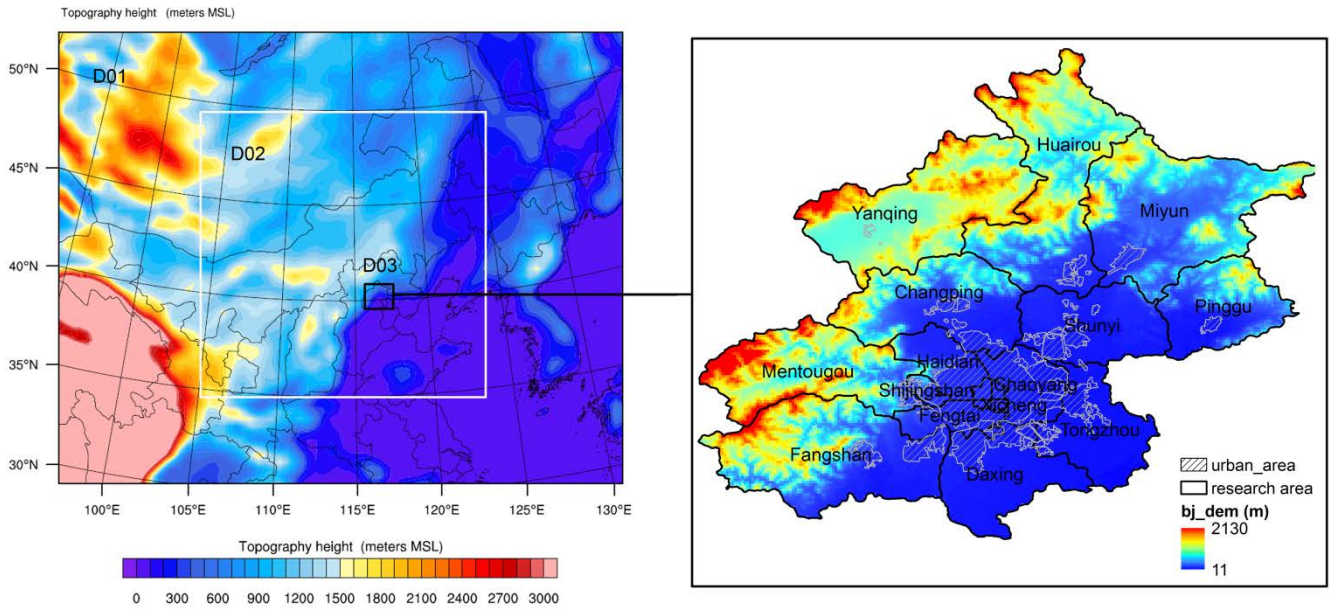 Topography height (meters MSL)
50°N
45°N
40°N
35°N
30°N
D01
D02
D03
100°E
105°E
110°E
115°E
120°E
125°E
130°E
Topography height (meters MSL)
0 300 600 900 1200 1500 1800 2100 2400 2700 3000
Huairou
Yanqing
Miyun
Changping
Shunyi
Pinggu
Haidian
Mentougou
Shijingshan
Chaoyang
Fengtai
Tongzhou
Fangshan
Daxing
urban_area
research area
bj_dem (m)
2130
11